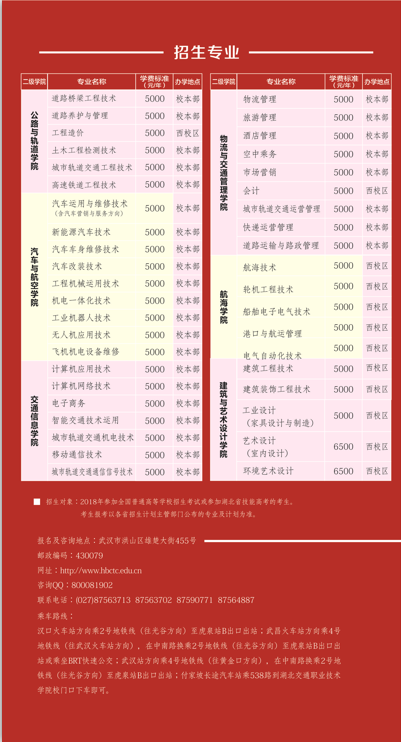 招生专业
二级学院 专业名称 学费标准（元/年） 办学地点
公路与轨道学院
道路桥梁工程技术 5000 校本部
道路养护与管理 5000 校本部
工程造价 5000 西校区
土木工程检测技术 5000 校本部
城市轨道交通工程技术 5000 校本部
高速铁道工程技术 5000 校本部
汽车与航空学院
汽车运用与维修技术 5000 校本部
（含汽车营销与服务方向）
新能源汽车技术 5000 校本部
汽车车身维修技术 5000 校本部
汽车改装技术 5000 校本部
工程机械运用技术 5000 校本部
机电一体化技术 5000 校本部
工业机器人技术 5000 校本部
无人机应用技术 5000 校本部
飞机机电设备维修 5000 校本部
交通信息学院
计算机应用技术 5000 校本部
计算机网络技术 5000 校本部
电子商务 5000 校本部
智能交通技术运用 5000 校本部
城市轨道交通机电技术 5000 校本部
移动通信技术 5000 校本部
城市轨道交通通信信号技术 5000 校本部
二级学院 专业名称 学费标准（元/年） 办学地点
物流与交通管理学院
物流管理 5000 校本部
旅游管理 5000 校本部
酒店管理 5000 校本部
空中乘务 5000 校本部
市场营销 5000 校本部
会计 5000 西校区
城市轨道交通运营管理 5000 校本部
快递运营管理 5000 校本部
道路运输与路政管理 5000 校本部
航海学院
航海技术 5000 西校区
轮机工程技术 5000 西校区
船舶电子电气技术 5000 西校区
港口与航运管理 5000 西校区
电气自动化技术 5000 西校区
建筑与艺术设计学院
建筑工程技术 5000 西校区
建筑装饰工程技术 5000 西校区
工业设计
（家具设计与制造） 5000 西校区
艺术设计
（室内设计） 6500 西校区
环境艺术设计 6500 西校区
招生对象：2018年参加全国普通高等学校招生考试或参加湖北省技能高考的考生。
考生报考以各省招生计划主管部门公布的专业及计划为准。
报名及咨询地点：武汉市洪山区雄楚大街455号
邮政编码：430079
网址：http://www.hbctc.edu.cn
咨询QQ：800081902
联系电话：(027)87563713 87563702 87590771 87564887
乘车路线：
汉口火车站方向乘2号地铁线（往光谷方向）至虎泉站B出口出站；武昌火车站方向乘4号
地铁线（往武汉火车站方向），在中南路换乘2号地铁线（往光谷方向）至虎泉站B出口出
站或乘坐BRT快速公交；武汉站方向乘4号地铁线（往黄金口方向），在中南路换乘2号地
铁线（往光谷方向）至虎泉站B出口出站；付家坡长途汽车站乘538路到湖北交通职业技术
学院校门口下车即可。